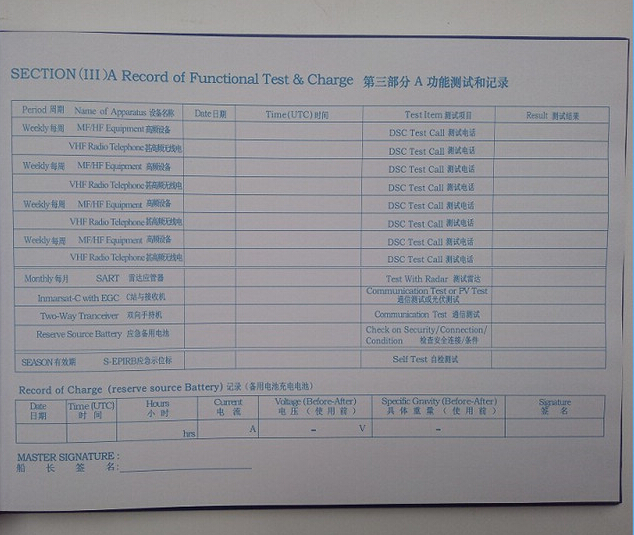 SECTION(III)A Record of Functional Test & Charge 第三部分 A 功能测试和记录
Period 周期 Name of Apparatus 设备名称 Date日期 Time(UTC) 时间 Test Item 测试项目 Result 测试结果
Weekly 每周 MF/HF Equipment 高频设备 DSC Test Call 测试电话
VHF Radio Telephone 甚高频无线电 DSC Test Call 测试电话
Weekly 每周 MF/HF Equipment 高频设备 DSC Test Call 测试电话
VHF Radio Telephone 甚高频无线电 DSC Test Call 测试电话
Weekly 每周 MF/HF Equipment 高频设备 DSC Test Call 测试电话
VHF Radio Telephone 甚高频无线电 DSC Test Call 测试电话
Weekly 每周 MF/HF Equipment 高频设备 DSC Test Call 测试电话
VHF Radio Telephone 甚高频无线电 DSC Test Call 测试电话
Monthly 每月 SART 雷达应答器 Test With Radar 测试雷达
Inmarsat-C with EGC C站与接收机 Communication Test or PV Test
通信测试或光伏测试
Two-Way Tranceiver 双向手持机 Communication Test 通信测试
Reserve Source Battery 应急备用电池 Check on Security/Connection/
Condition 检查安全连接/条件
SEASON有效期 S-EPIRB应急示位标 Self Test 自检测试
Record of Charge (reserve source Battery) 记录（备用电池充电电池）
Date Time(UTC) Hours Current Voltage (Before-After) Specific Gravity (Before-After) Signature
日期 时间 小 时 电 流 电压（使用前） 具体重量（使用前） 签 名
hrs A – V –
MASTER SIGNATURE :
船 长 签 名: